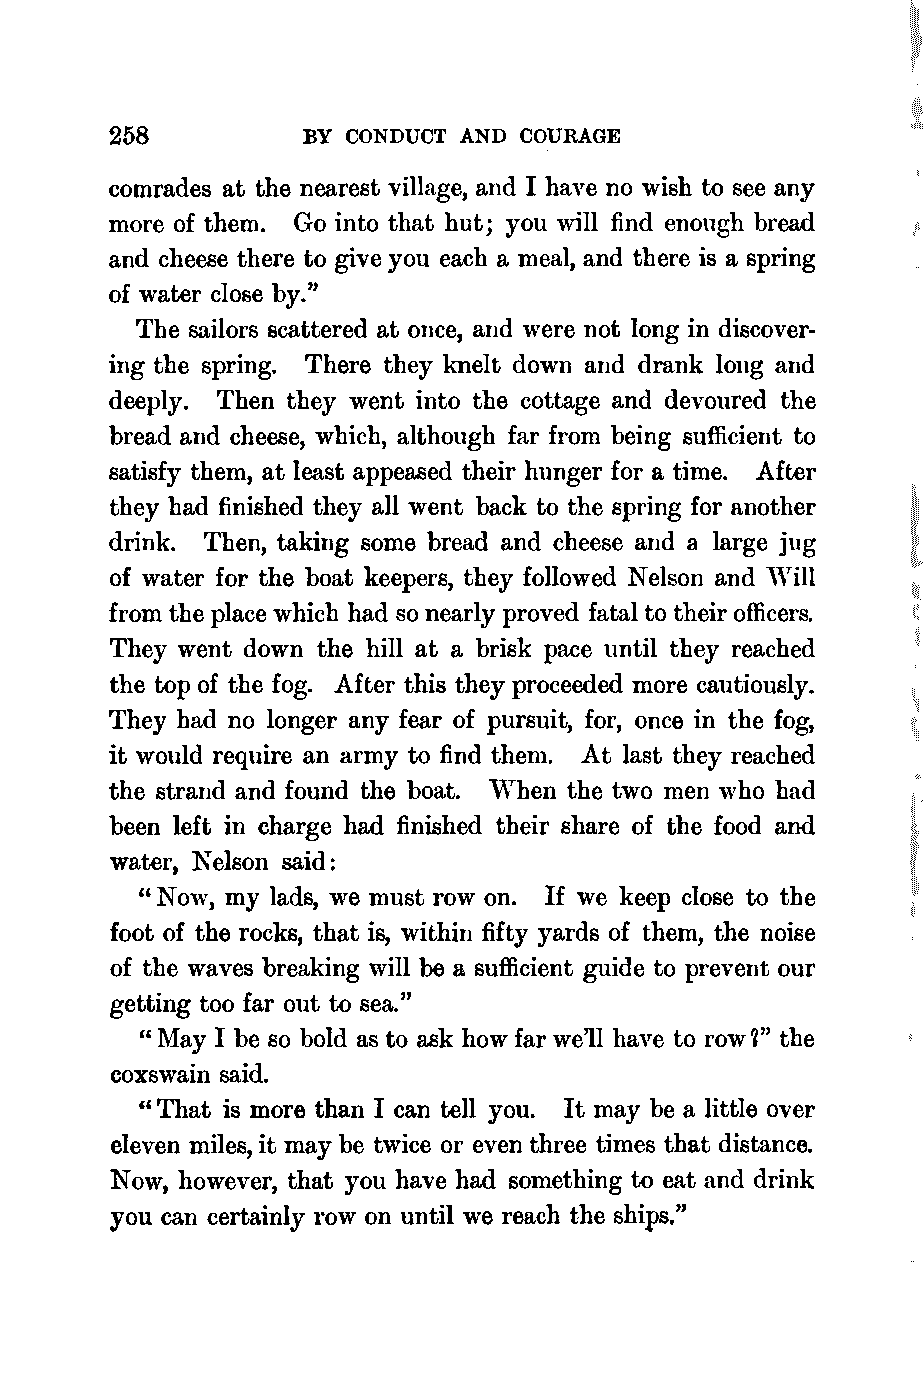 258 BY CONDUCT AND COURAGE
comrades at the nearest village, and I have no wish to see any
more of them. Go into that hut; you will find enough bread
and cheese there to give you each a meal, and there is a spring
of water close by."
The sailors scattered at once, and were not long in discover-
ing the spring. There they knelt down and drank long and
deeply. Then they went into the cottage and devoured the
bread and cheese, which, although far from being sufficient to
satisfy them, at least appeased their hunger for a time. After
they had finished they all went back to the spring for another
drink. Then, taking some bread and cheese and a large jug
of water for the boat keepers, they followed Nelson and Will
from the place which had so nearly proved fatal to their officers.
They went down the hill at a brisk pace until they reached
the top of the fog. After this they proceeded more cautiously.
They had no longer any fear of pursuit, for, once in the fog,
it would require an army to find them. At last they reached
the strand and found the boat. When the two men who had
been left in charge had finished their share of the food and
water, Nelson said:
"Now, my lads, we must row on. If we keep close to the
foot of the rocks, that is, within fifty yards of them, the noise
of the waves breaking will be a sufficient guide to prevent our
getting too far out to sea."
"May I be so bold as to ask how far we'll have to row?" the
coxswain said.
"That is more than I can tell you. It may be a little over
eleven miles, it may be twice or even three times that distance.
Now, however, that you have had something to eat and drink
you can certainly row on until we reach the ships."